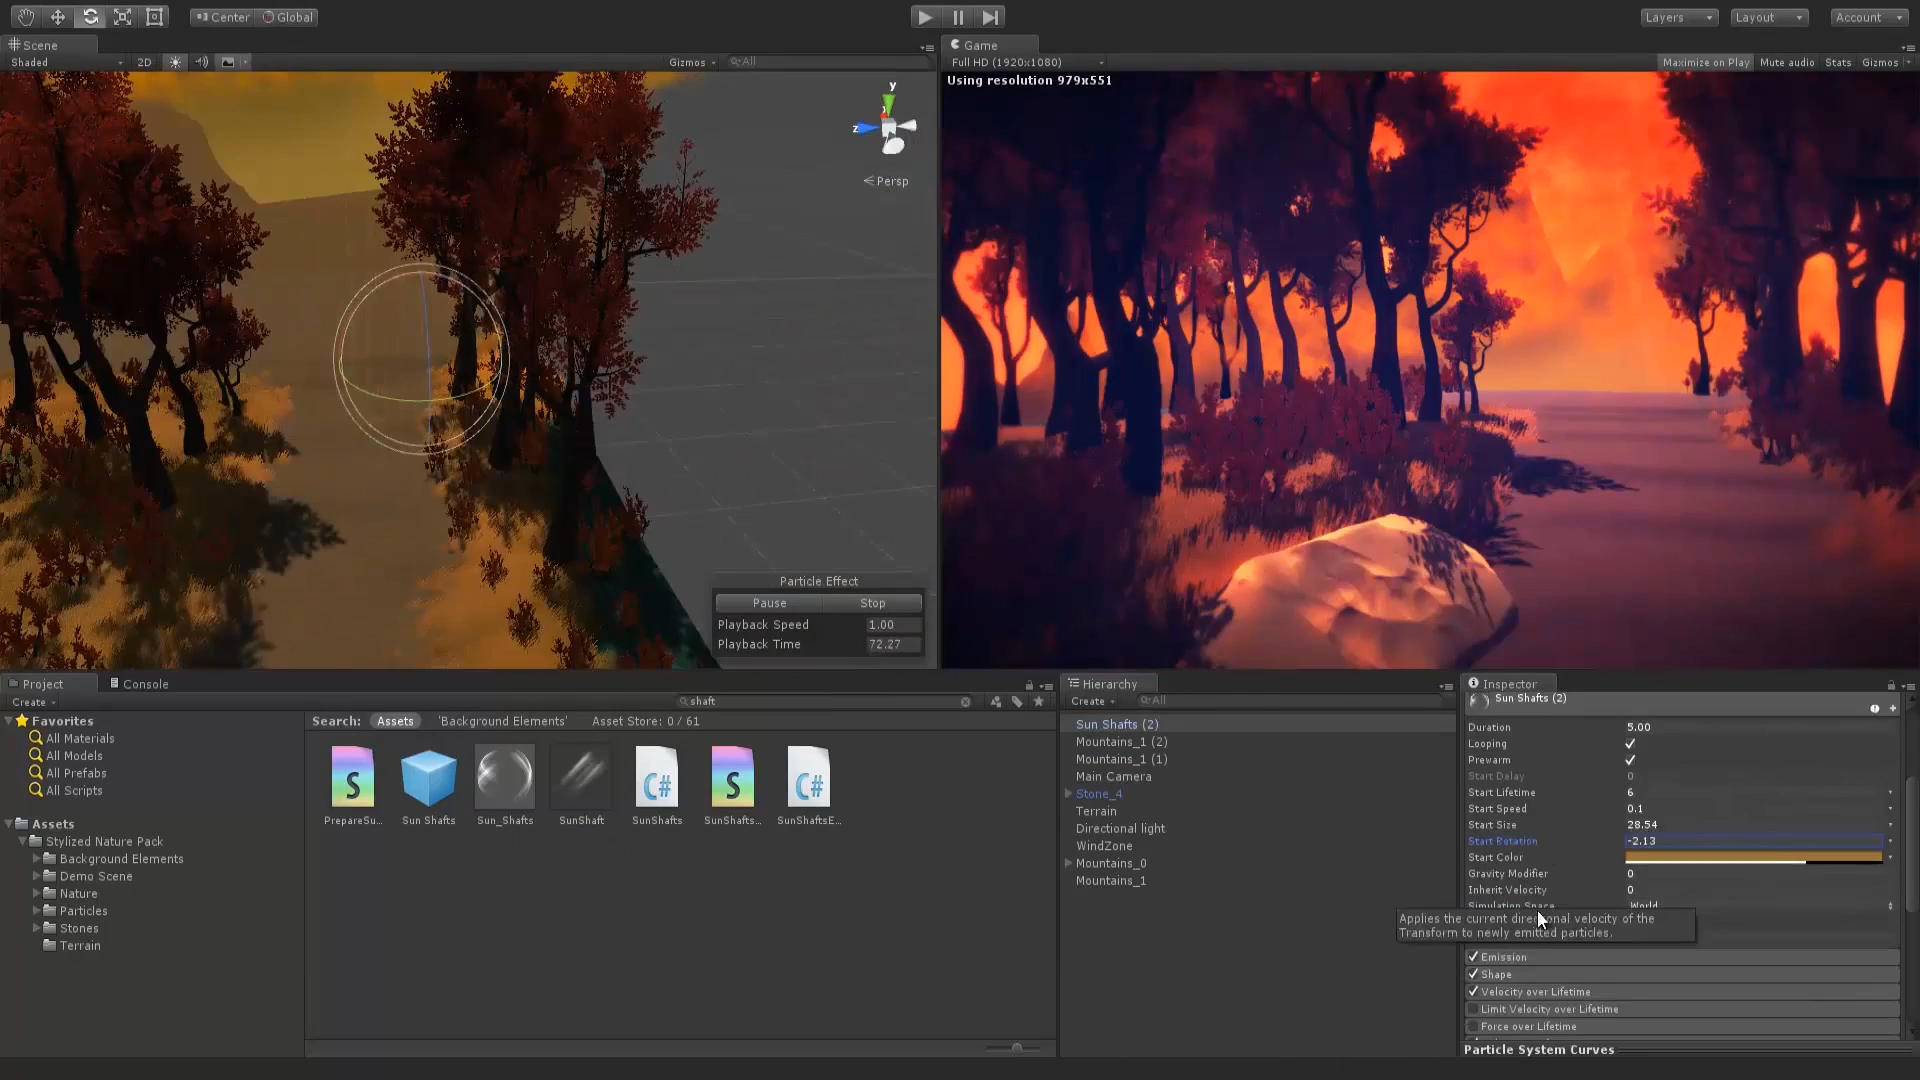 Center Global
Layers Layout Account
Scene
Shaded 2D Gizmos All
y
z
Persp
Particle Effect
Pause Stop
Playback Speed 1.00
Playback Time 72.27
Game
Full HD (1920x1080) Maximize on Play Mute audio Stats Gizmos
Using resolution 979x551
Project Console
Create shaft
Favorites
All Materials
All Models
All Prefabs
All Scripts
Assets
Stylized Nature Pack
Background Elements
Demo Scene
Nature
Particles
Stones
Terrain
Search: Assets 'Background Elements' Asset Store: 0 / 61
S C# S C#
PrepareSu... Sun Shafts Sun_Shafts SunShaft SunShafts SunShafts... SunShaftsE...
Hierarchy
Create All
Sun Shafts (2)
Mountains_1 (2)
Mountains_1 (1)
Main Camera
Stone_4
Terrain
Directional light
WindZone
Mountains_0
Mountains_1
Inspector
Sun Shafts (2)
Duration 5.00
Looping
Prewarm
Start Delay 0
Start Lifetime 6
Start Speed 0.1
Start Size 28.54
Start Rotation -2.13
Start Color
Gravity Modifier 0
Inherit Velocity 0
Simulation Space World
Applies the current directional velocity of the
Transform to newly emitted particles.
Emission
Shape
Velocity over Lifetime
Limit Velocity over Lifetime
Force over Lifetime
Particle System Curves